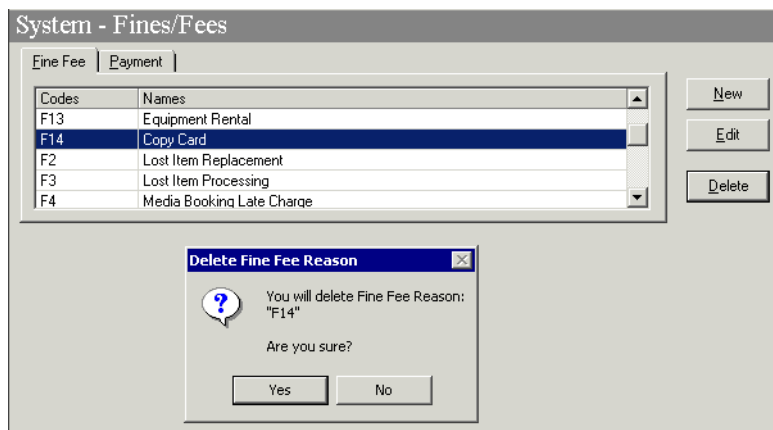 System - Fines/Fees
Fine Fee Payment
Codes Names
F13 Equipment Rental
F14 Copy Card
F2 Lost Item Replacement
F3 Lost Item Processing
F4 Media Booking Late Charge
New
Edit
Delete
Delete Fine Fee Reason
You will delete Fine Fee Reason:
"F14"
Are you sure?
Yes No